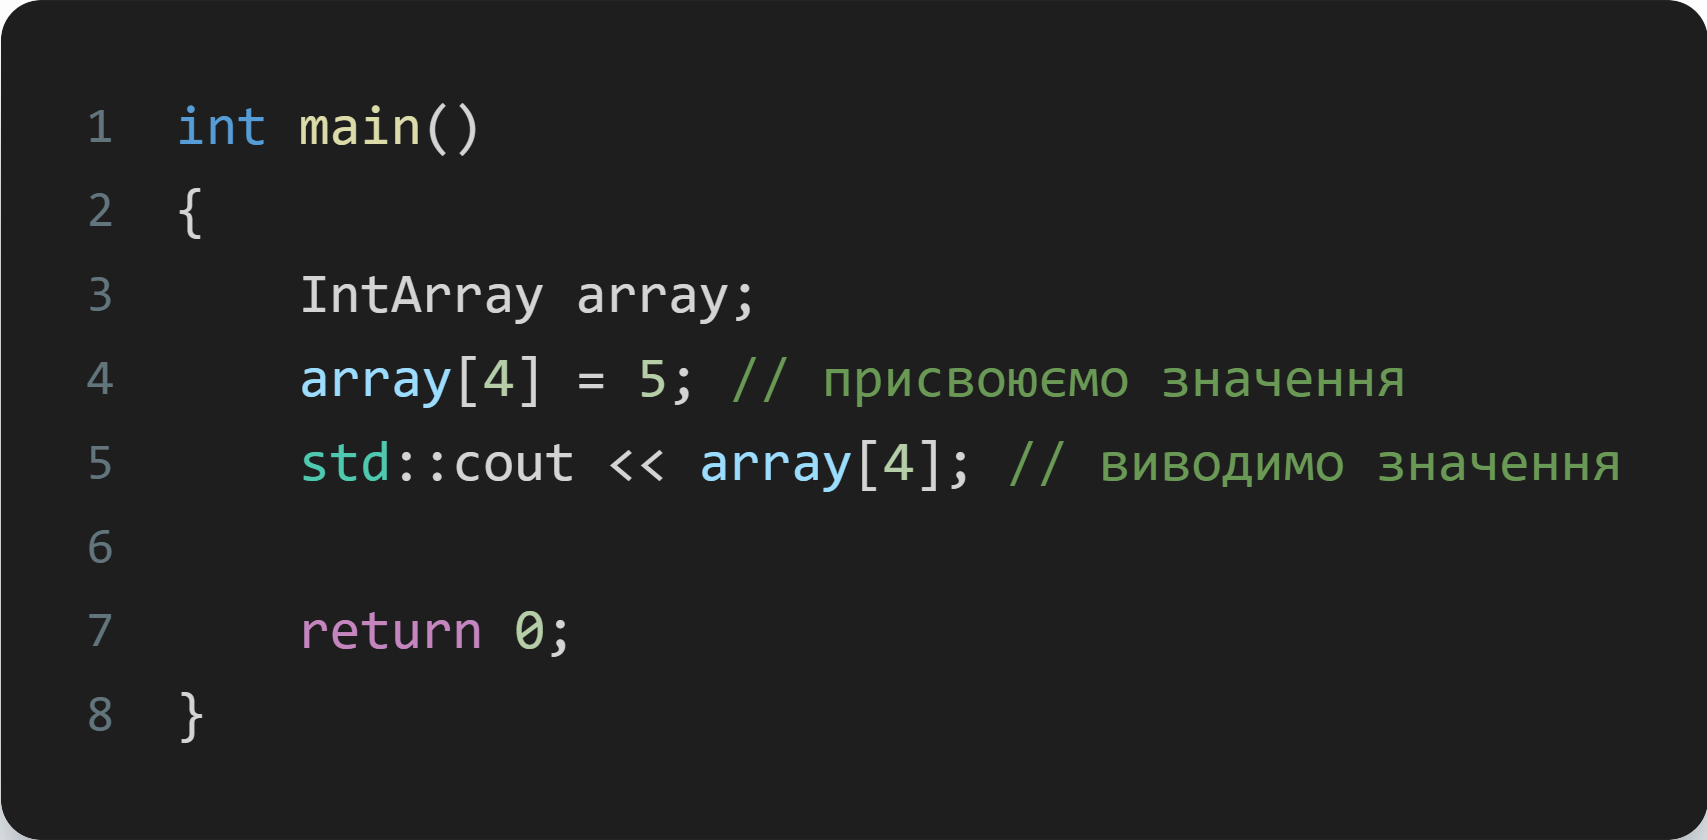 1 int main()
2 {
3     IntArray array;
4     array[4] = 5; // присвоюємо значення
5     std::cout << array[4]; // виводимо значення
6
7     return 0;
8 }